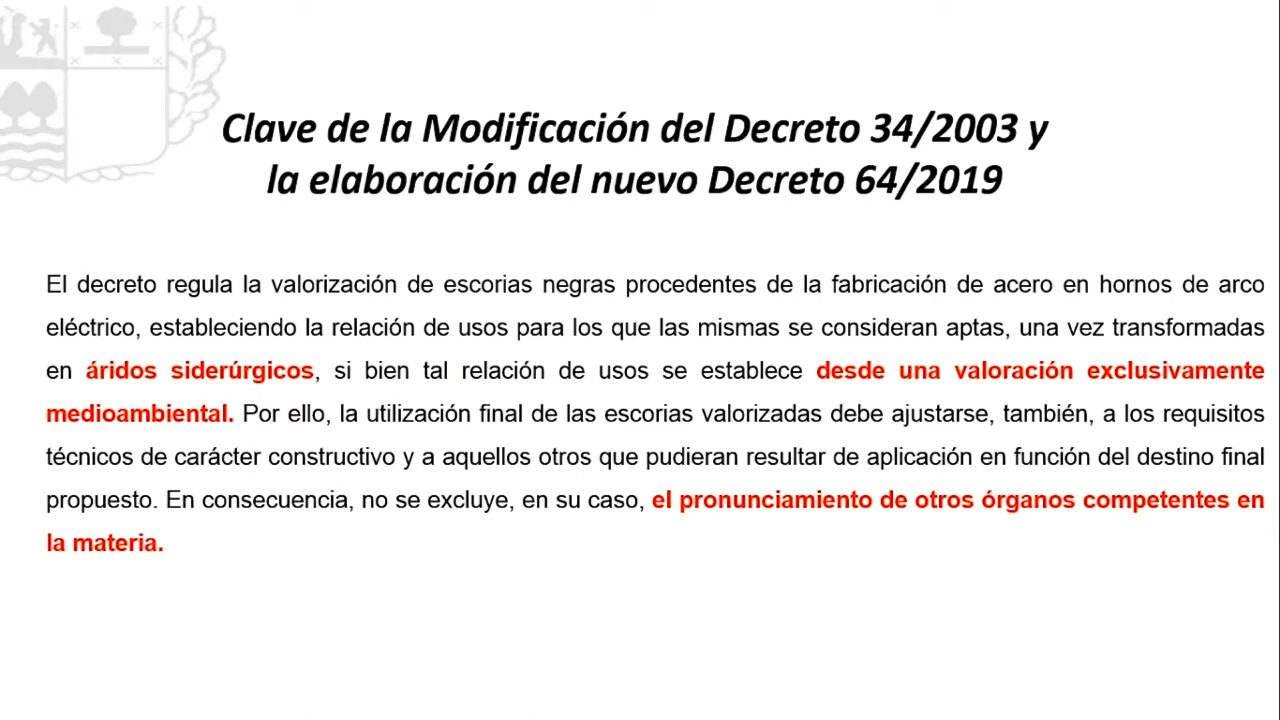 Clave de la Modificación del Decreto 34/2003 y
la elaboración del nuevo Decreto 64/2019
El decreto regula la valorización de escorias negras procedentes de la fabricación de acero en hornos de arco
eléctrico, estableciendo la relación de usos para los que las mismas se consideran aptas, una vez transformadas
en áridos siderúrgicos, si bien tal relación de usos se establece desde una valoración exclusivamente
medioambiental. Por ello, la utilización final de las escorias valorizadas debe ajustarse, también, a los requisitos
técnicos de carácter constructivo y a aquellos otros que pudieran resultar de aplicación en función del destino final
propuesto. En consecuencia, no se excluye, en su caso, el pronunciamiento de otros órganos competentes en
la materia.